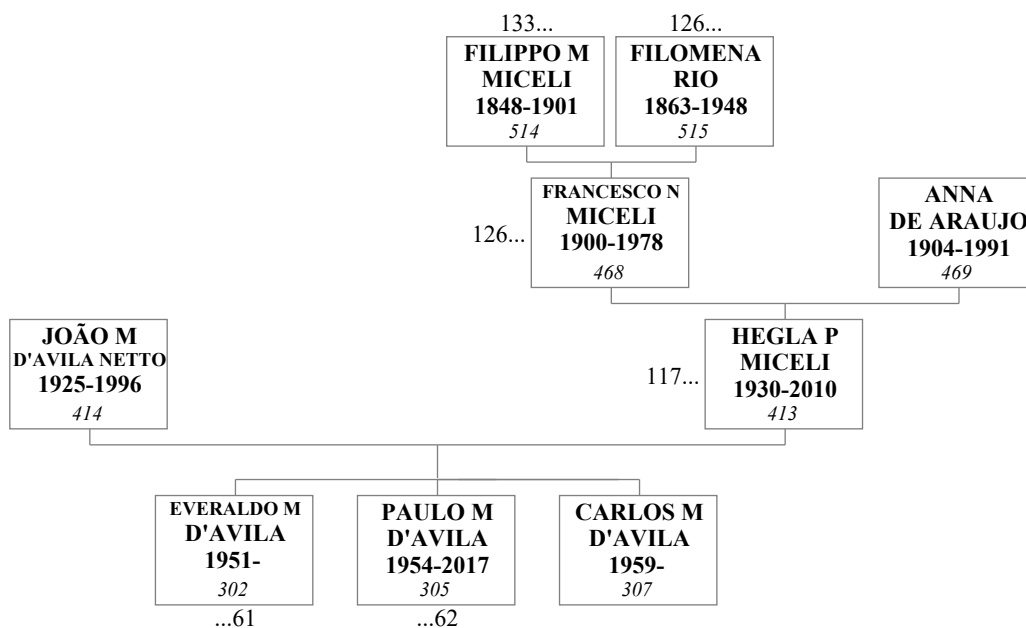 133...
126...
FILIPPO M
MICELI
1848-1901
514
FILOMENA
RIO
1863-1948
515
126...
FRANCESCO N
MICELI
1900-1978
468
ANNA
DE ARAUJO
1904-1991
469
JOÃO M
D'AVILA NETTO
1925-1996
414
117...
HEGLA P
MICELI
1930-2010
413
EVERALDO M
D'AVILA
1951-
302
...61
PAULO M
D'AVILA
1954-2017
305
...62
CARLOS M
D'AVILA
1959-
307